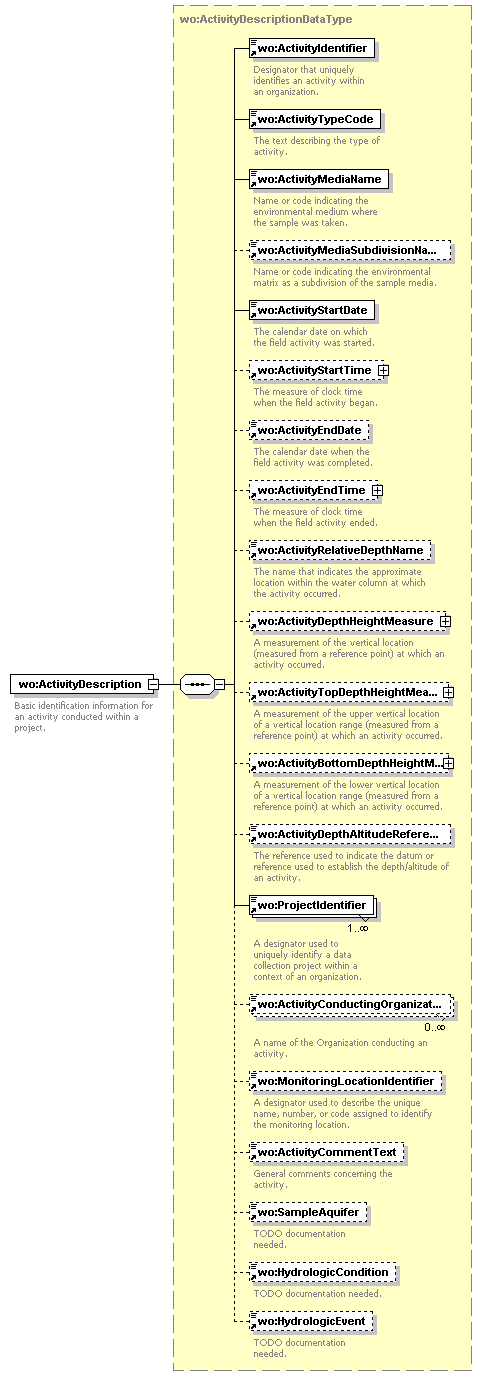 wo:ActivityDescriptionDataType
wo:ActivityIdentifier
Designator that uniquely
identifies an activity within
an organization.
wo:ActivityTypeCode
The text describing the type of
activity.
wo:ActivityMediaName
Name or code indicating the
environmental medium where
the sample was taken.
wo:ActivityMediaSubdivisionNa...
Name or code indicating the environmental
matrix as a subdivision of the sample media.
wo:ActivityStartDate
The calendar date on which
the field activity was started.
wo:ActivityStartTime
The measure of clock time
when the field activity began.
wo:ActivityEndDate
The calendar date when the
field activity was completed.
wo:ActivityEndTime
The measure of clock time
when the field activity ended.
wo:ActivityRelativeDepthName
The name that indicates the approximate
location within the water column at which
the activity occurred.
wo:ActivityDepthHeightMeasure
A measurement of the vertical location
(measured from a reference point) at which an
activity occurred.
wo:ActivityDescription
Basic identification information for
an activity conducted within a
project.
wo:ActivityTopDepthHeightMea...
A measurement of the upper vertical location
of a vertical location range (measured from a
reference point) at which an activity occurred.
wo:ActivityBottomDepthHeightM...
A measurement of the lower vertical location
of a vertical location range (measured from a
reference point) at which an activity occurred.
wo:ActivityDepthAltitudeRefere...
The reference used to indicate the datum or
reference used to establish the depth/altitude of
an activity.
wo:ProjectIdentifier
1..∞
A designator used to
uniquely identify a data
collection project within a
context of an organization.
wo:ActivityConductingOrganizat...
0..∞
A name of the Organization conducting an
activity.
wo:MonitoringLocationIdentifier
A designator used to describe the unique
name, number, or code assigned to identify
the monitoring location.
wo:ActivityCommentText
General comments concerning the
activity.
wo:SampleAquifer
TODO documentation
needed.
wo:HydrologicCondition
TODO documentation needed.
wo:HydrologicEvent
TODO documentation
needed.